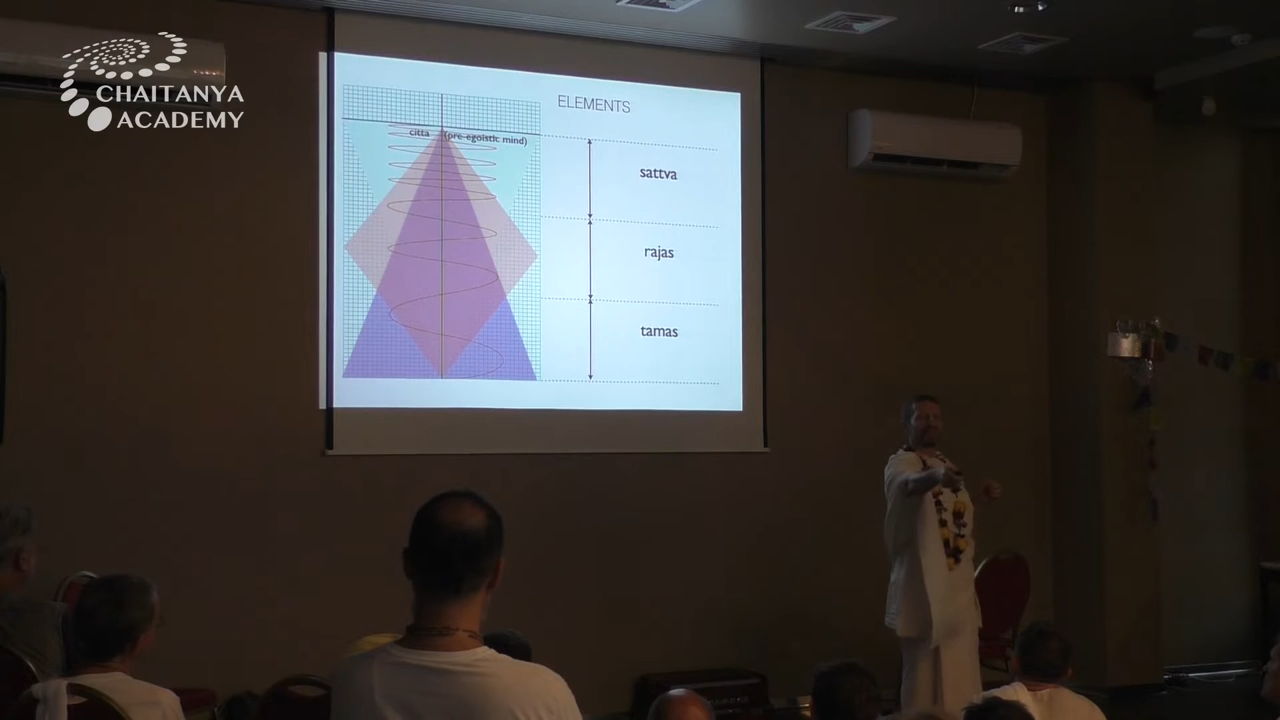 CHAITANYA
ACADEMY
ELEMENTS
citta (pre-egoistic mind)
sattva
rajas
tamas